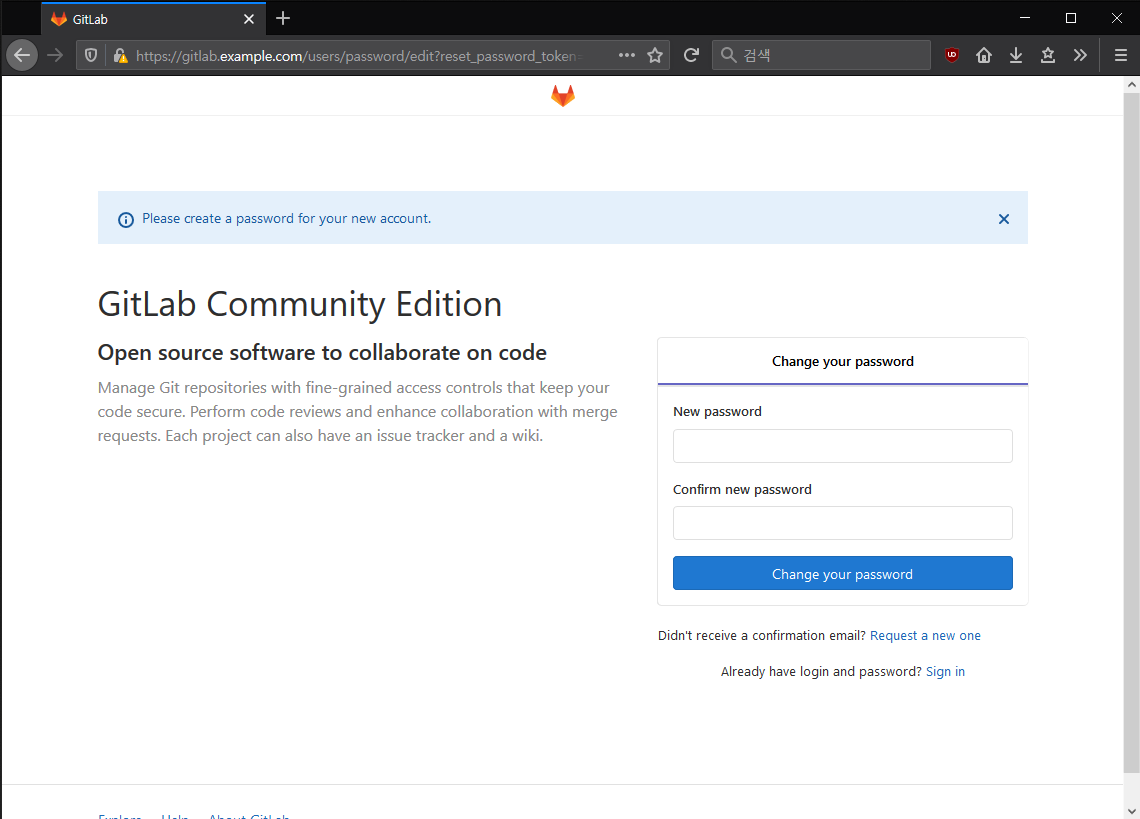 GitLab
https://gitlab.example.com/users/password/edit?reset_password_token=
검색
Please create a password for your new account.
GitLab Community Edition
Open source software to collaborate on code
Manage Git repositories with fine-grained access controls that keep your
code secure. Perform code reviews and enhance collaboration with merge
requests. Each project can also have an issue tracker and a wiki.
Change your password
New password
Confirm new password
Change your password
Didn't receive a confirmation email? Request a new one
Already have login and password? Sign in
Explore Help About GitLab